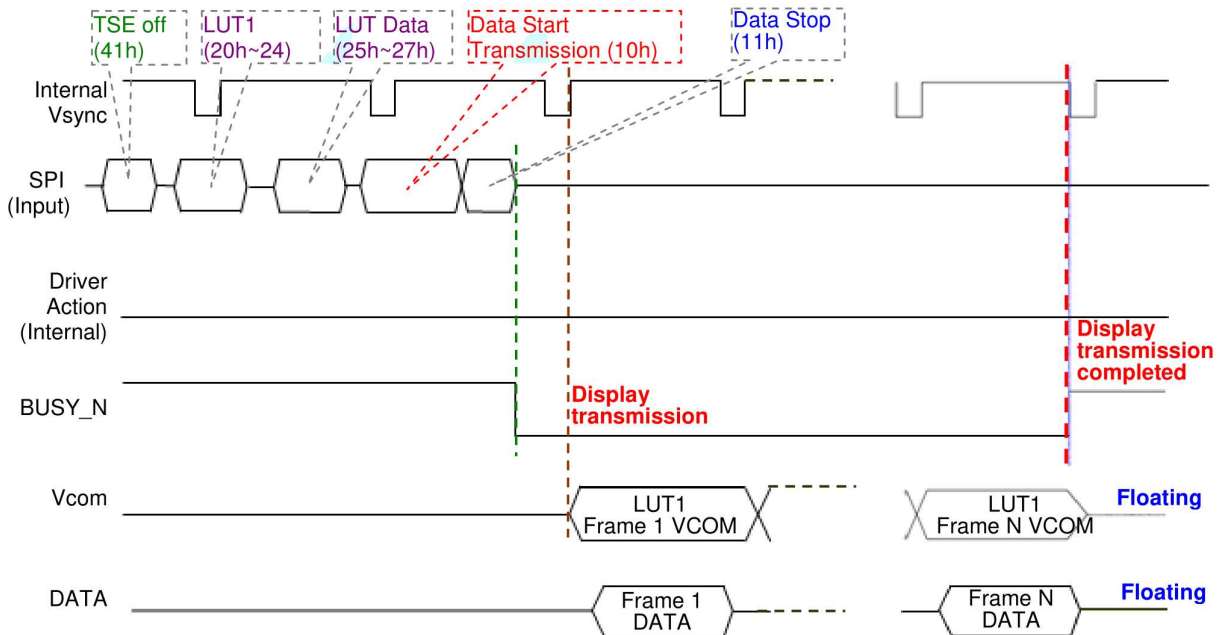 TSE off
(41h)
LUT1
(20h~24)
LUT Data
(25h~27h)
Data Start
Transmission (10h)
Data Stop
(11h)
Internal
Vsync
SPI
(Input)
Driver
Action
(Internal)
Display
transmission
completed
BUSY_N
Display
transmission
Vcom
LUT1
Frame 1 VCOM
LUT1
Frame N VCOM
Floating
DATA
Frame 1
DATA
Frame N
DATA
Floating